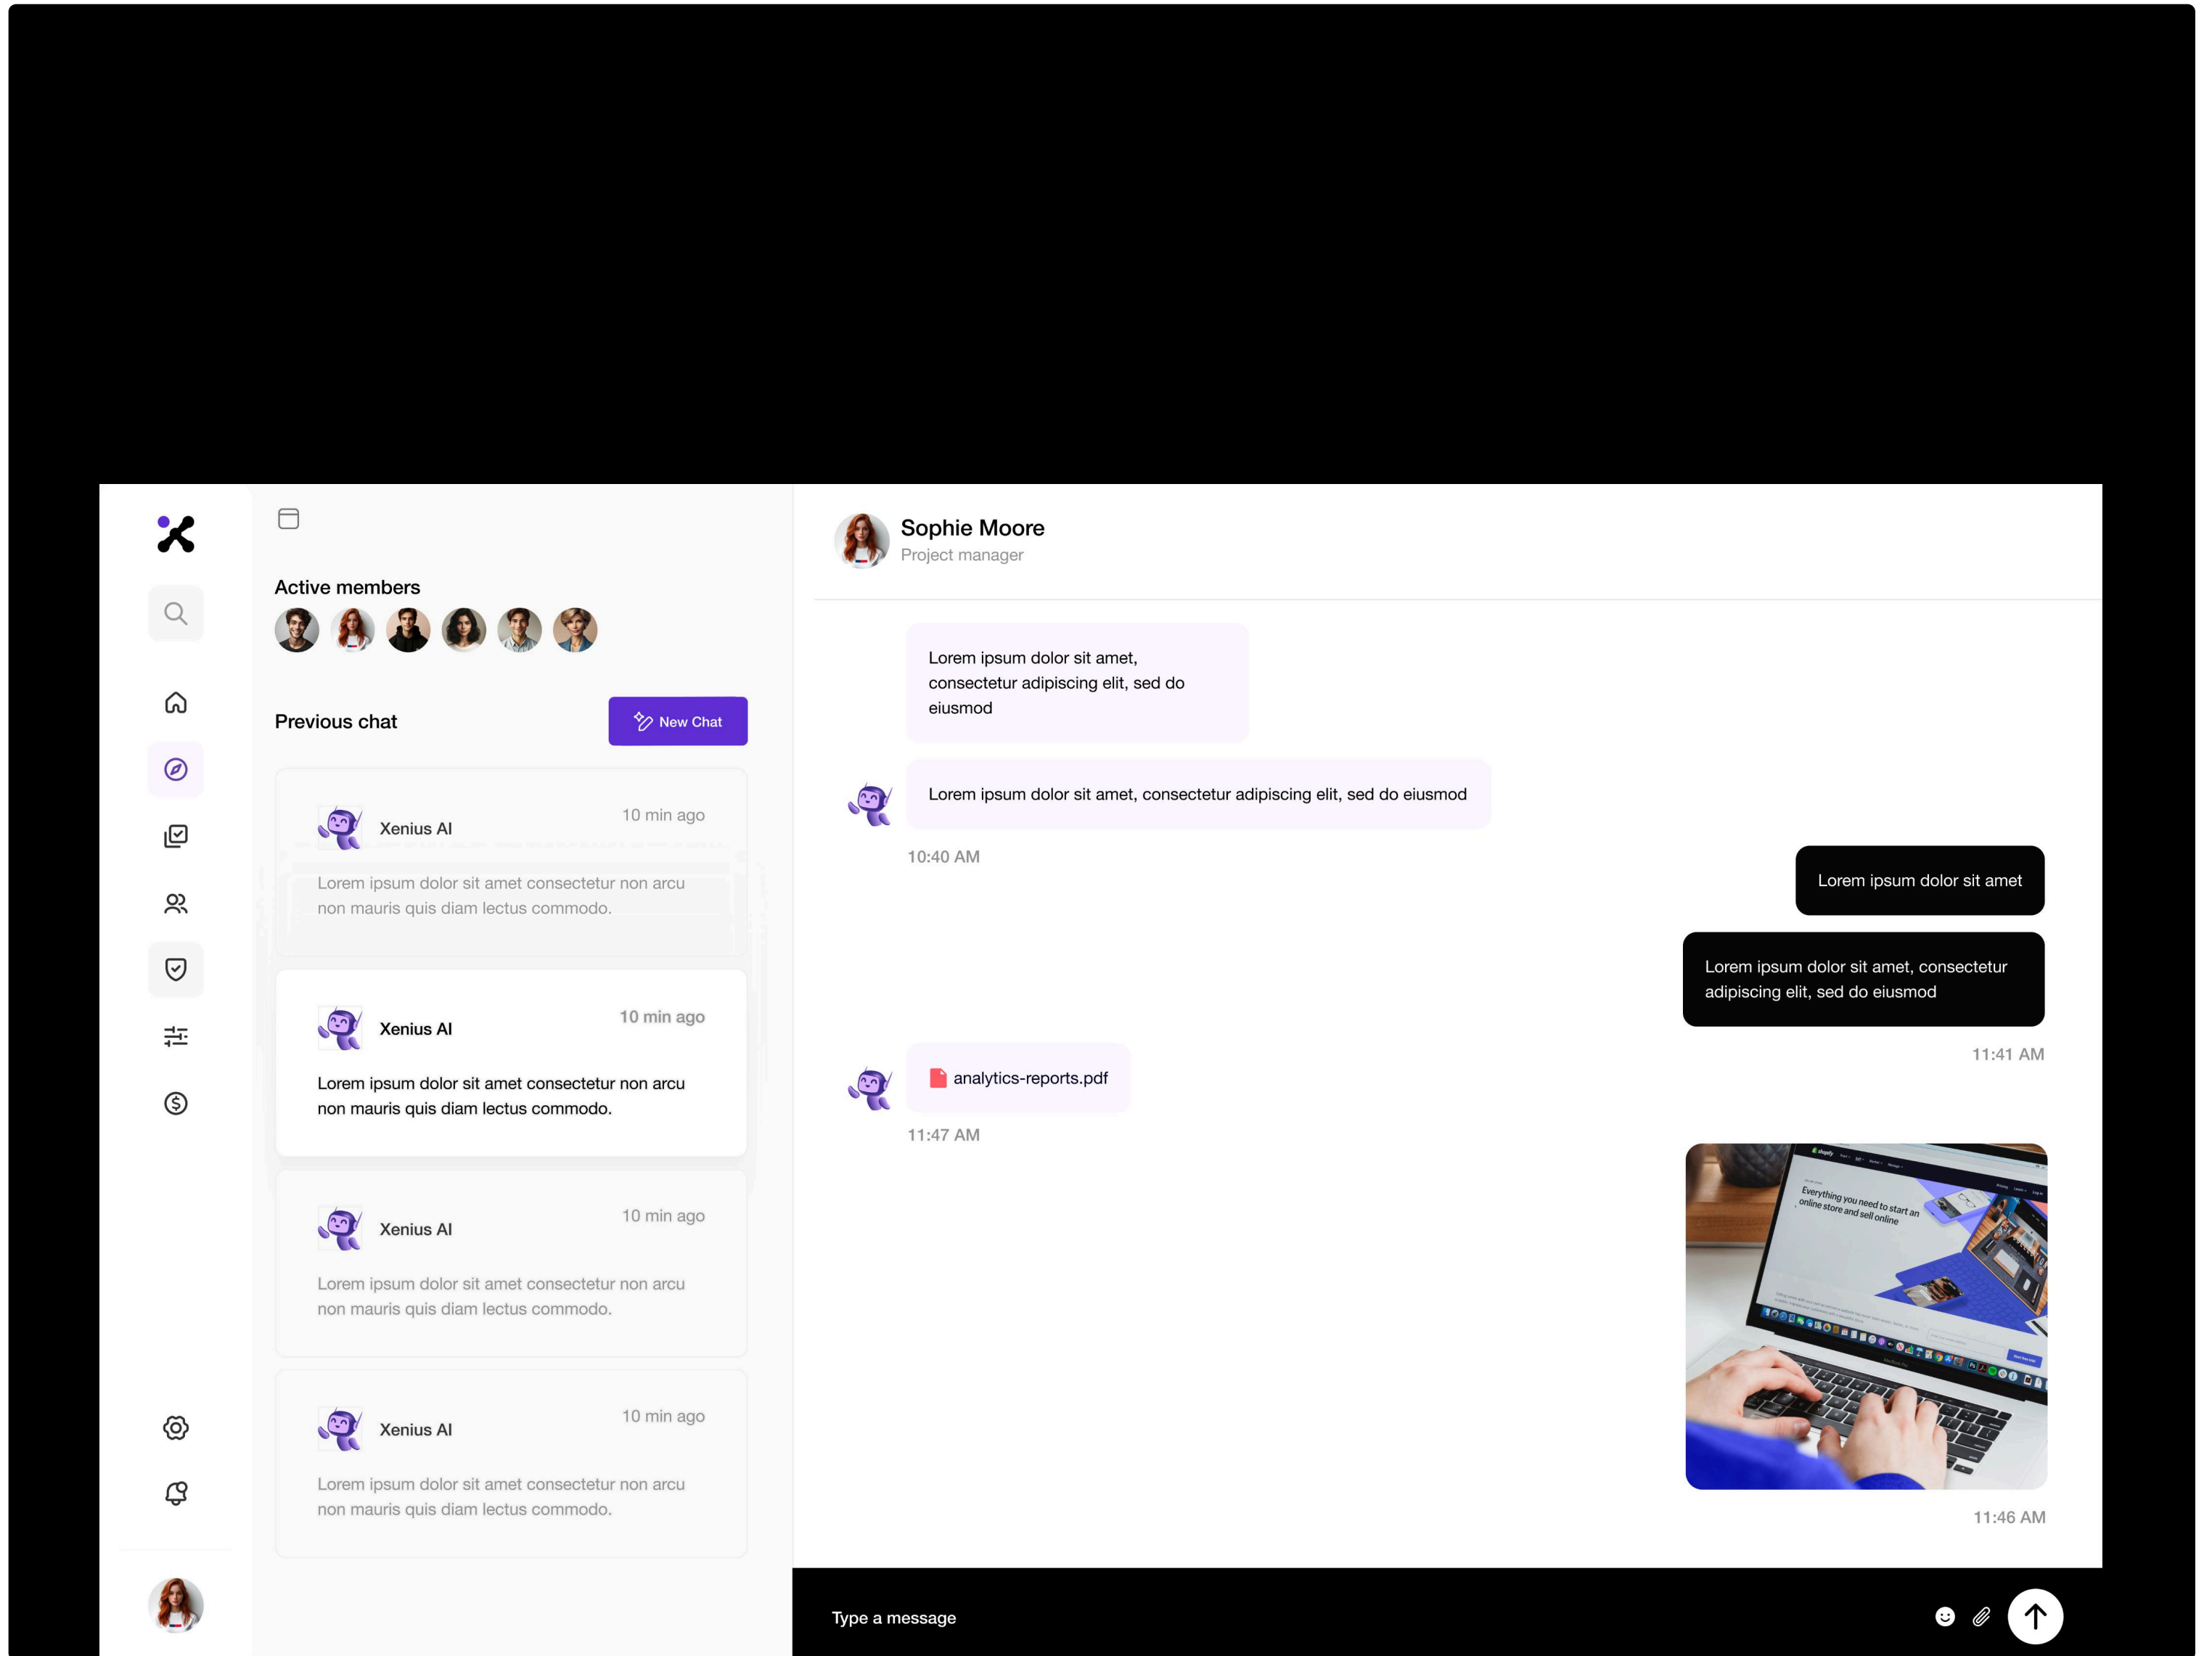 Active members
Previous chat
New Chat
Xenius AI
10 min ago
Lorem ipsum dolor sit amet consectetur non arcu
non mauris quis diam lectus commodo.
Xenius AI
10 min ago
Lorem ipsum dolor sit amet consectetur non arcu
non mauris quis diam lectus commodo.
Xenius AI
10 min ago
Lorem ipsum dolor sit amet consectetur non arcu
non mauris quis diam lectus commodo.
Xenius AI
10 min ago
Lorem ipsum dolor sit amet consectetur non arcu
non mauris quis diam lectus commodo.
Sophie Moore
Project manager
Lorem ipsum dolor sit amet,
consectetur adipiscing elit, sed do
eiusmod
Lorem ipsum dolor sit amet, consectetur adipiscing elit, sed do eiusmod
10:40 AM
Lorem ipsum dolor sit amet
Lorem ipsum dolor sit amet, consectetur
adipiscing elit, sed do eiusmod
11:41 AM
analytics-reports.pdf
11:47 AM
shopify
Everything you need to start an
online store and sell online
11:46 AM
Type a message